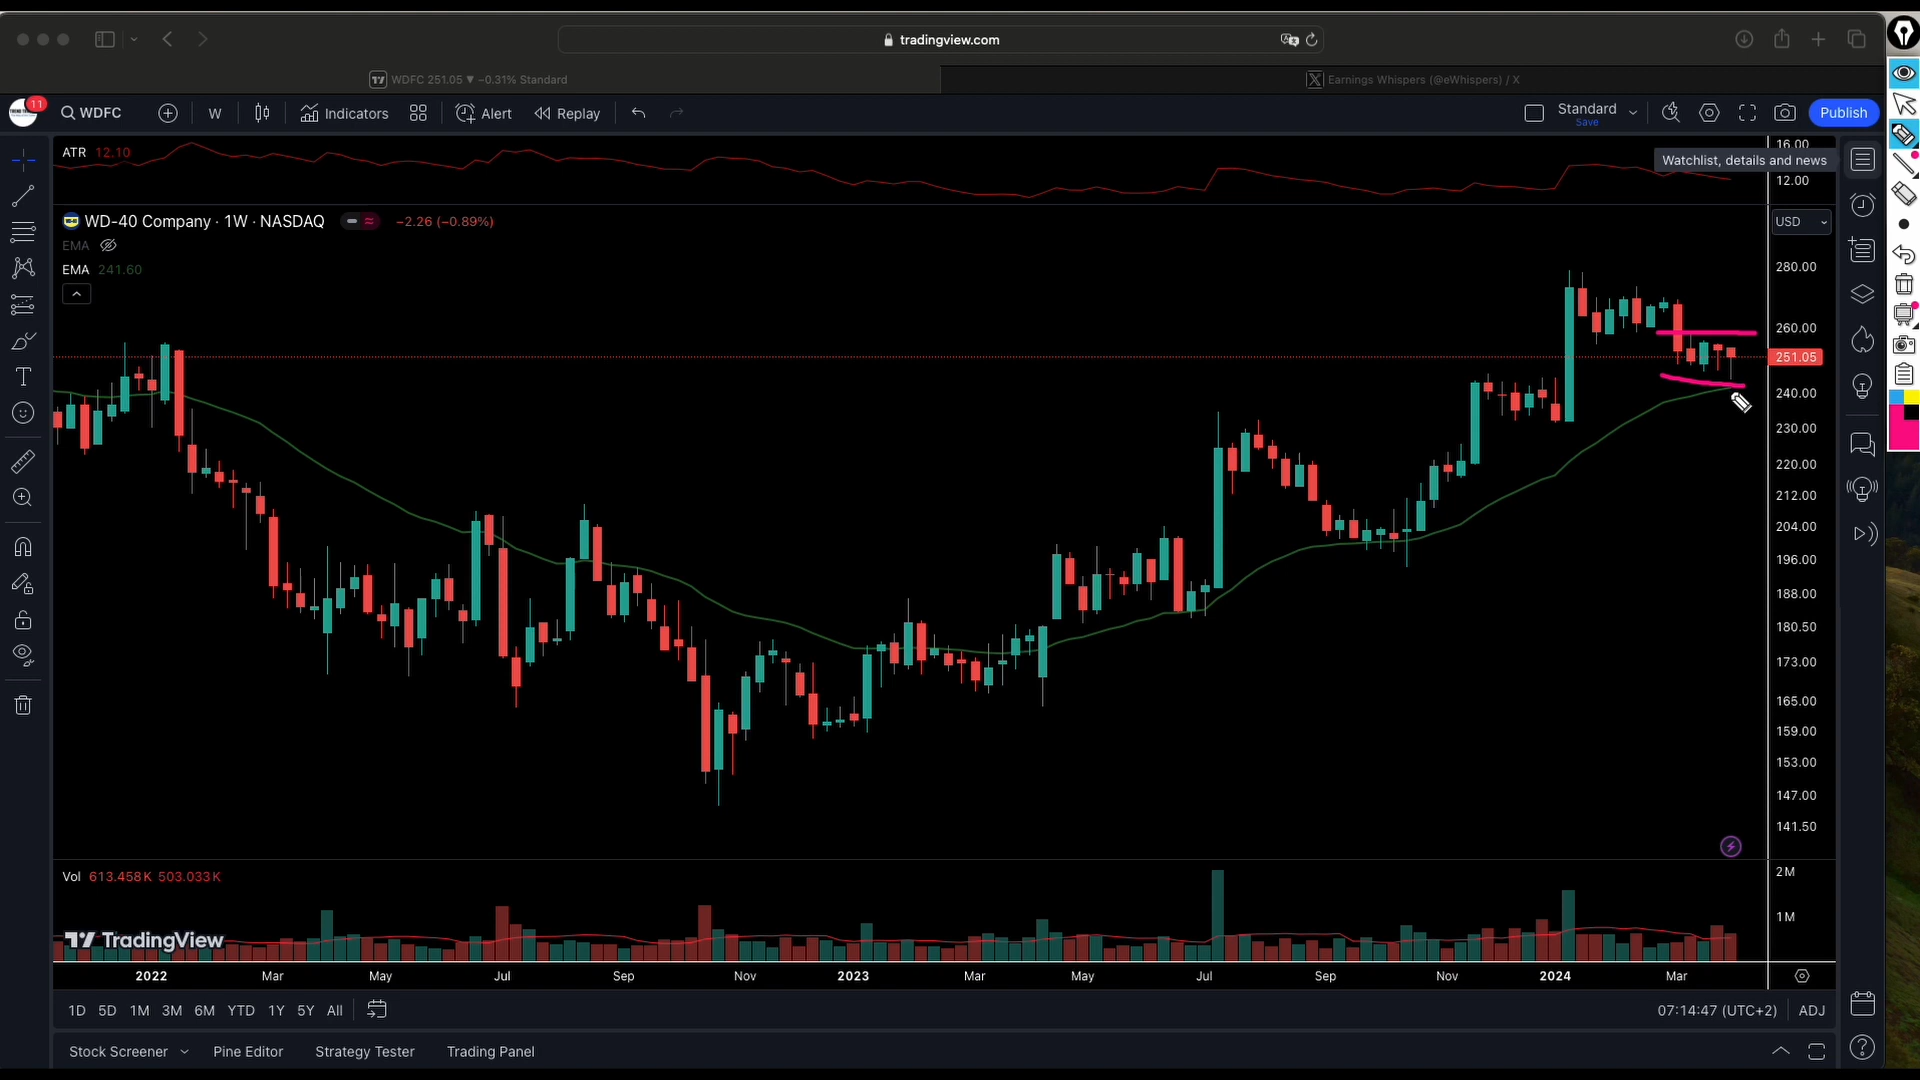 tradingview.com
WDFC 251.05 ▼ −0.31% Standard
Earnings Whispers (@eWhispers) / X
11
WDFC
W
Indicators
Alert
Replay
Standard
Save
Publish
ATR 12.10
16.00
Watchlist, details and news
12.00
WD-40 Company · 1W · NASDAQ
−2.26 (−0.89%)
USD
EMA
EMA 241.60
280.00
260.00
251.05
240.00
230.00
220.00
212.00
204.00
196.00
188.00
180.50
173.00
165.00
159.00
153.00
147.00
141.50
Vol 613.458K 503.033K
2M
1M
TradingView
2022 Mar May Jul Sep Nov 2023 Mar May Jul Sep Nov 2024 Mar
1D 5D 1M 3M 6M YTD 1Y 5Y All
07:14:47 (UTC+2)
ADJ
Stock Screener
Pine Editor
Strategy Tester
Trading Panel